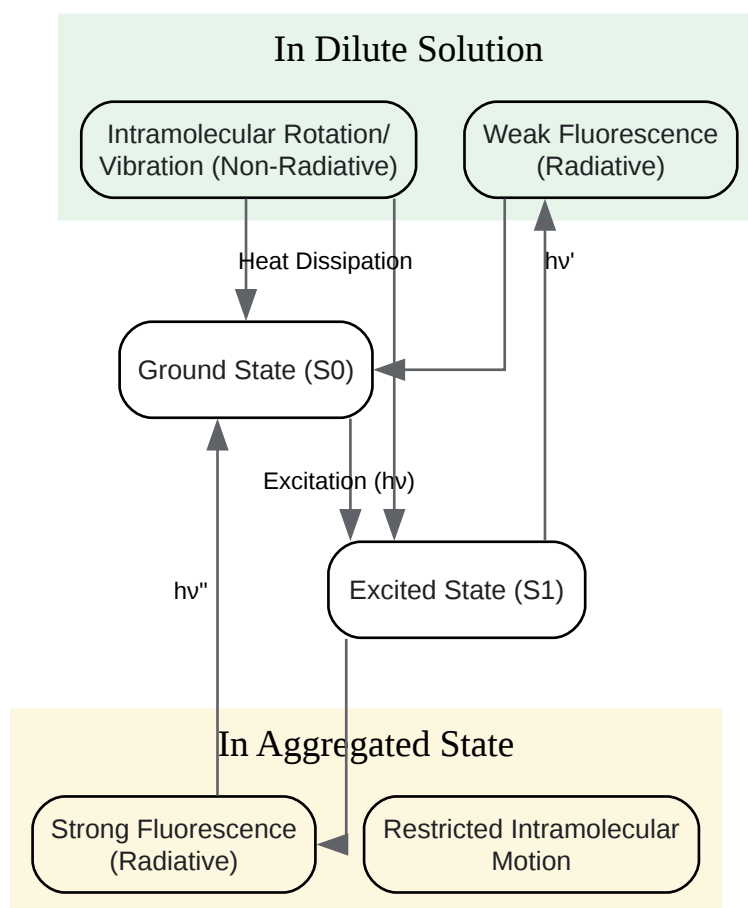 In Dilute Solution
Intramolecular Rotation/
Vibration (Non-Radiative)
Weak Fluorescence
(Radiative)
Heat Dissipation
hν'
Ground State (S0)
Excitation (hν)
hν"
Excited State (S1)
In Aggregated State
Strong Fluorescence
(Radiative)
Restricted Intramolecular
Motion